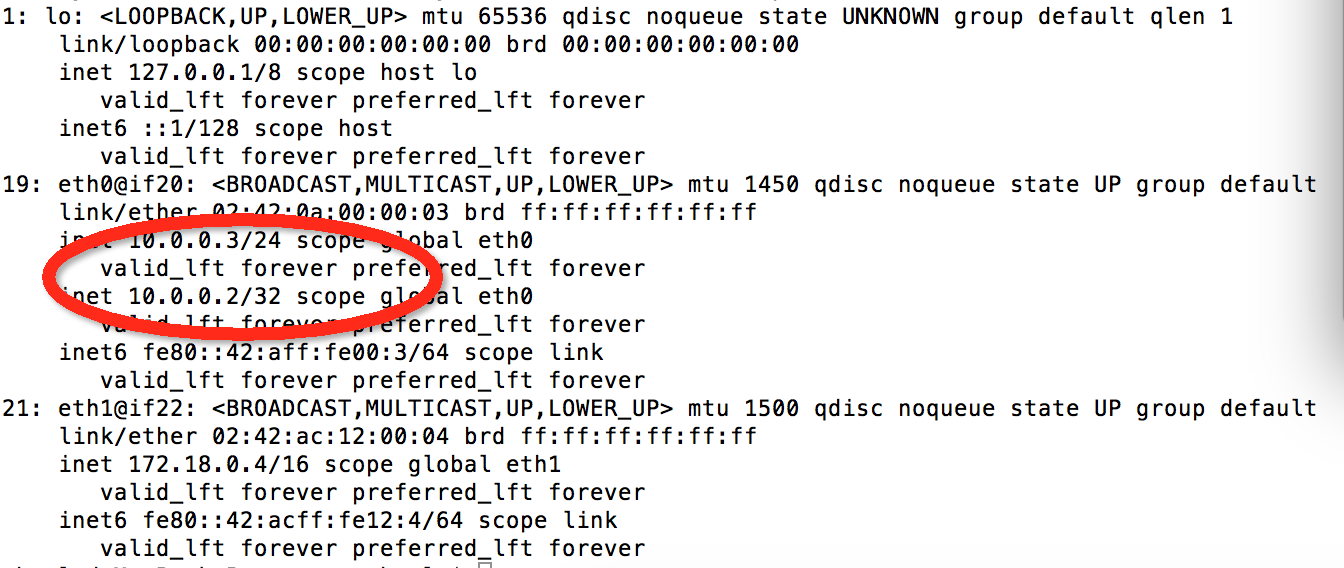 1: lo: <LOOPBACK,UP,LOWER_UP> mtu 65536 qdisc noqueue state UNKNOWN group default qlen 1
link/loopback 00:00:00:00:00:00 brd 00:00:00:00:00:00
inet 127.0.0.1/8 scope host lo
valid_lft forever preferred_lft forever
inet6 ::1/128 scope host
valid_lft forever preferred_lft forever
19: eth0@if20: <BROADCAST,MULTICAST,UP,LOWER_UP> mtu 1450 qdisc noqueue state UP group default
link/ether 02:42:0a:00:00:03 brd ff:ff:ff:ff:ff:ff
inet 10.0.0.3/24 scope global eth0
valid_lft forever preferred_lft forever
inet 10.0.0.2/32 scope global eth0
valid_lft forever preferred_lft forever
inet6 fe80::42:aff:fe00:3/64 scope link
valid_lft forever preferred_lft forever
21: eth1@if22: <BROADCAST,MULTICAST,UP,LOWER_UP> mtu 1500 qdisc noqueue state UP group default
link/ether 02:42:ac:12:00:04 brd ff:ff:ff:ff:ff:ff
inet 172.18.0.4/16 scope global eth1
valid_lft forever preferred_lft forever
inet6 fe80::42:acff:fe12:4/64 scope link
valid_lft forever preferred_lft forever